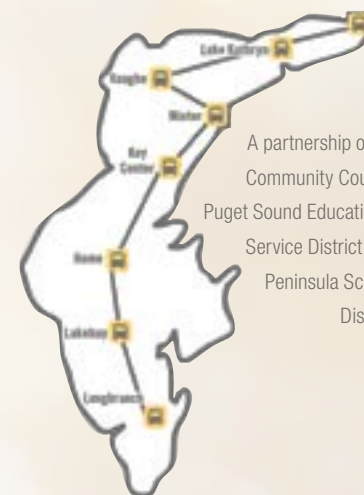 Lake Kathryn
Vaughn
Minter
Key
Center
Home
Lakebay
Longbranch
A partnership o
Community Cou
Puget Sound Educati
Service District
Peninsula Sc
Dis